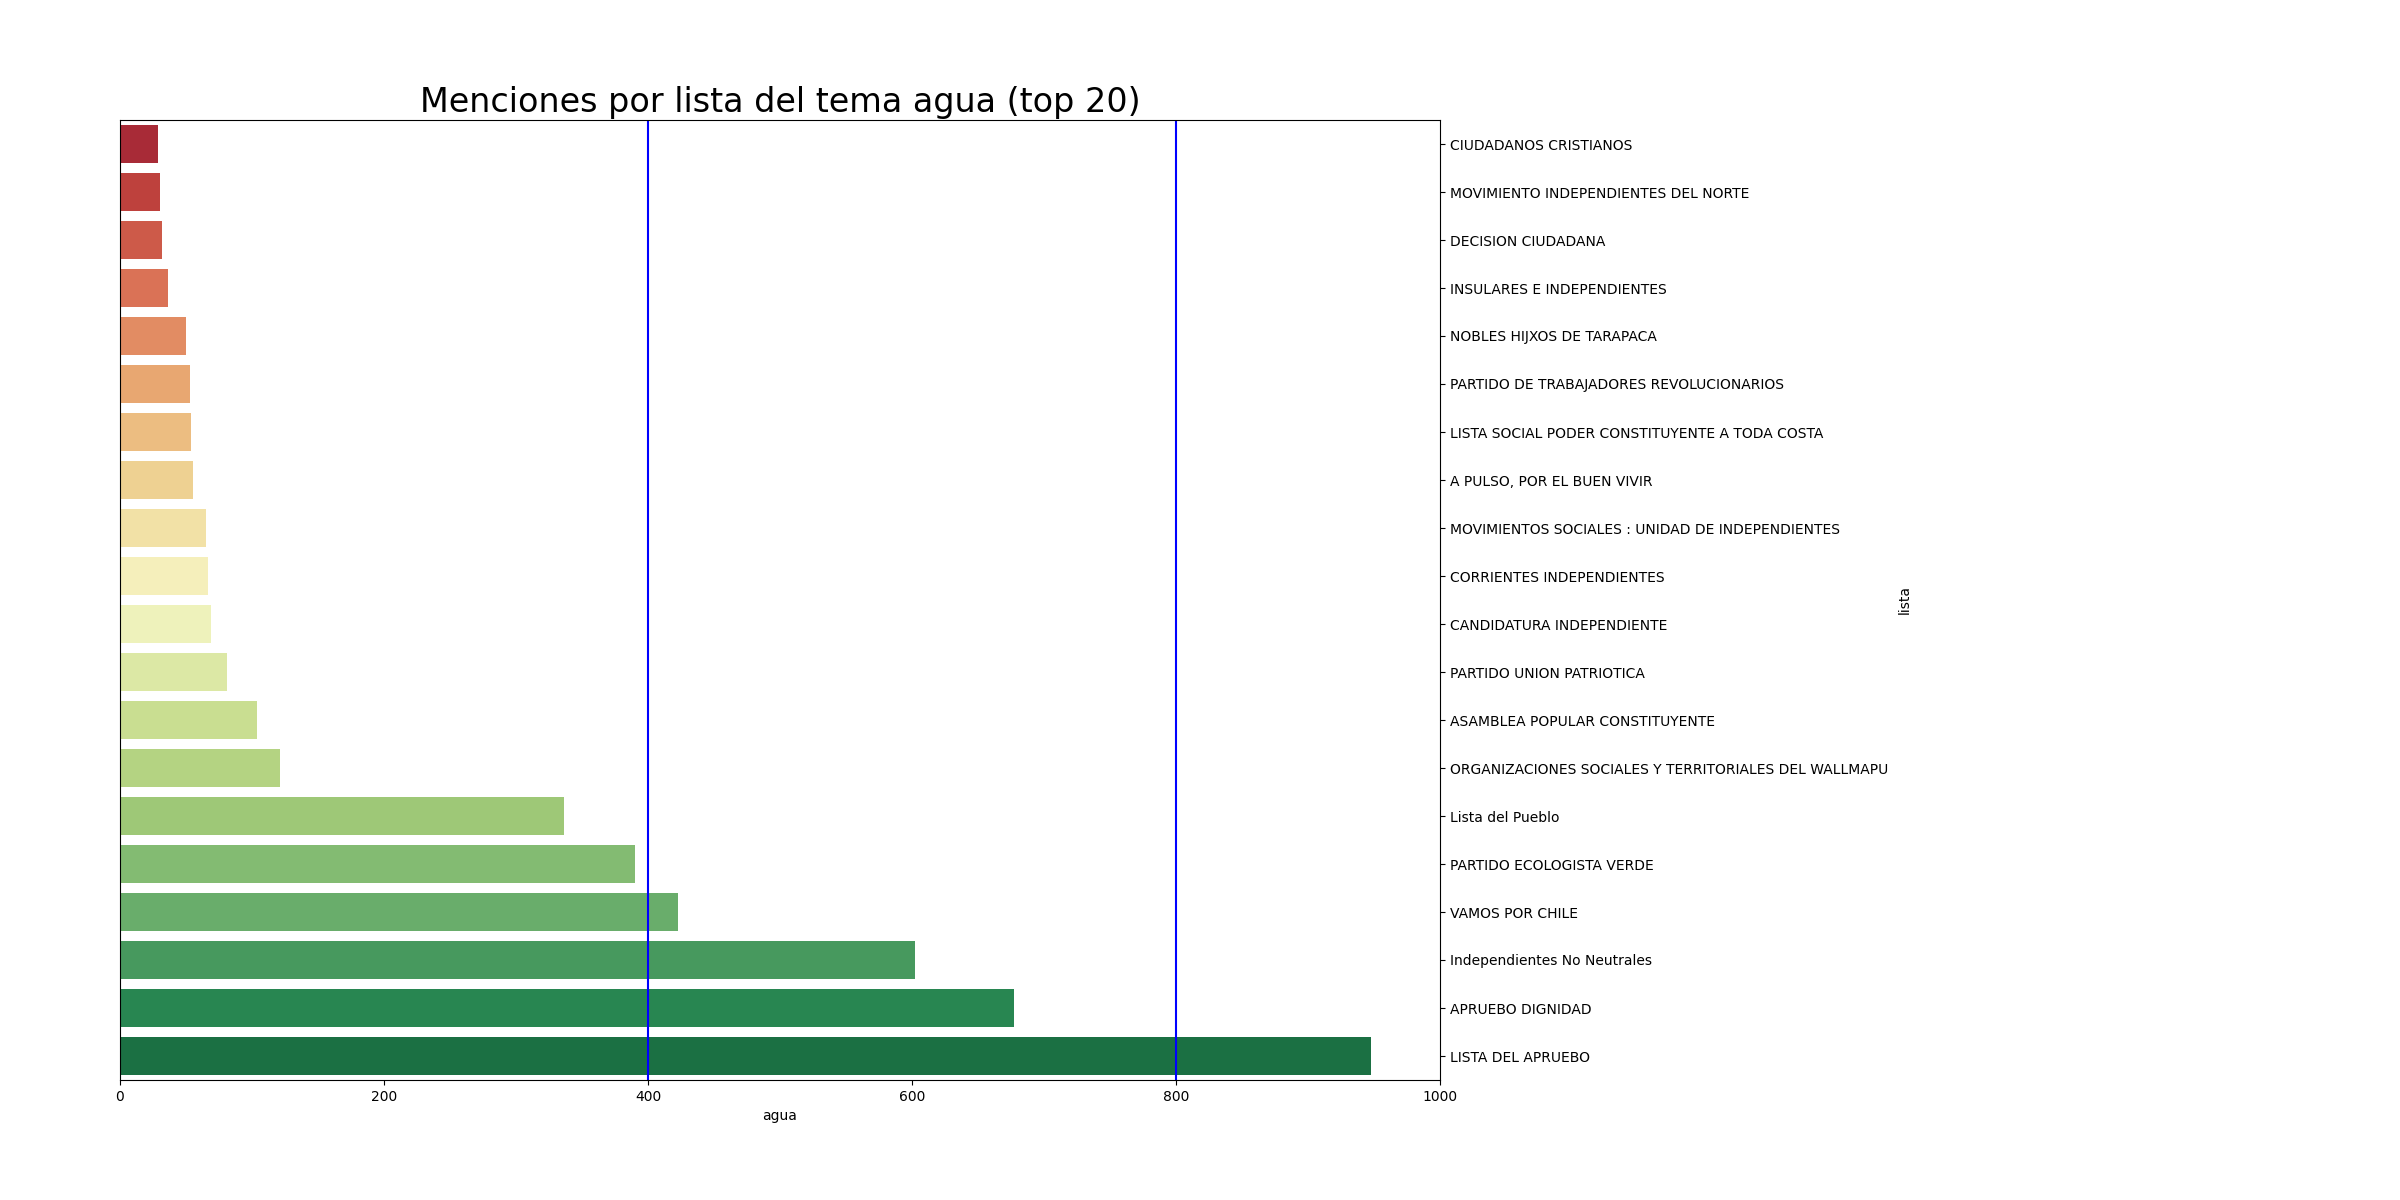 Menciones por lista del tema agua (top 20)
CIUDADANOS CRISTIANOS
MOVIMIENTO INDEPENDIENTES DEL NORTE
DECISION CIUDADANA
INSULARES E INDEPENDIENTES
NOBLES HIJXOS DE TARAPACA
PARTIDO DE TRABAJADORES REVOLUCIONARIOS
LISTA SOCIAL PODER CONSTITUYENTE A TODA COSTA
A PULSO, POR EL BUEN VIVIR
MOVIMIENTOS SOCIALES : UNIDAD DE INDEPENDIENTES
CORRIENTES INDEPENDIENTES
CANDIDATURA INDEPENDIENTE
PARTIDO UNION PATRIOTICA
ASAMBLEA POPULAR CONSTITUYENTE
ORGANIZACIONES SOCIALES Y TERRITORIALES DEL WALLMAPU
Lista del Pueblo
PARTIDO ECOLOGISTA VERDE
VAMOS POR CHILE
Independientes No Neutrales
APRUEBO DIGNIDAD
LISTA DEL APRUEBO
lista
0 200 400 600 800 1000
agua